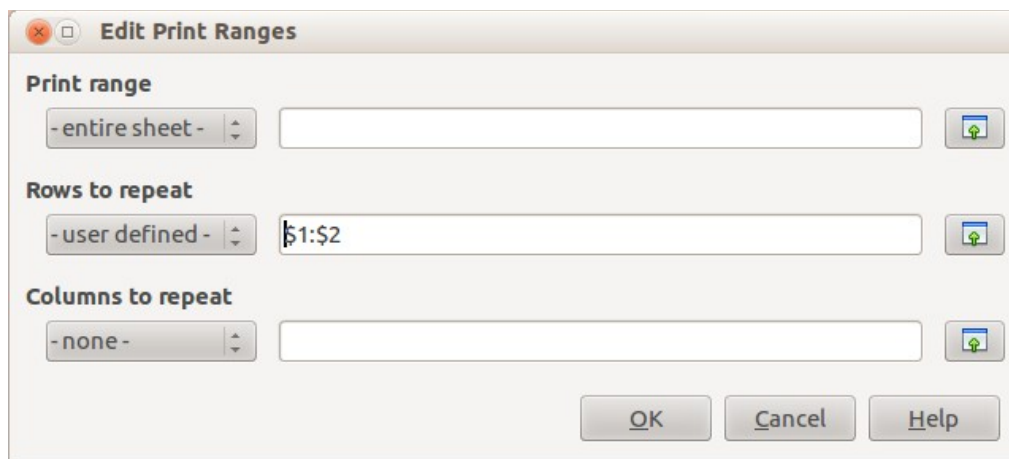 Edit Print Ranges
Print range
- entire sheet -
Rows to repeat
- user defined - $1:$2
Columns to repeat
- none -
OK Cancel Help